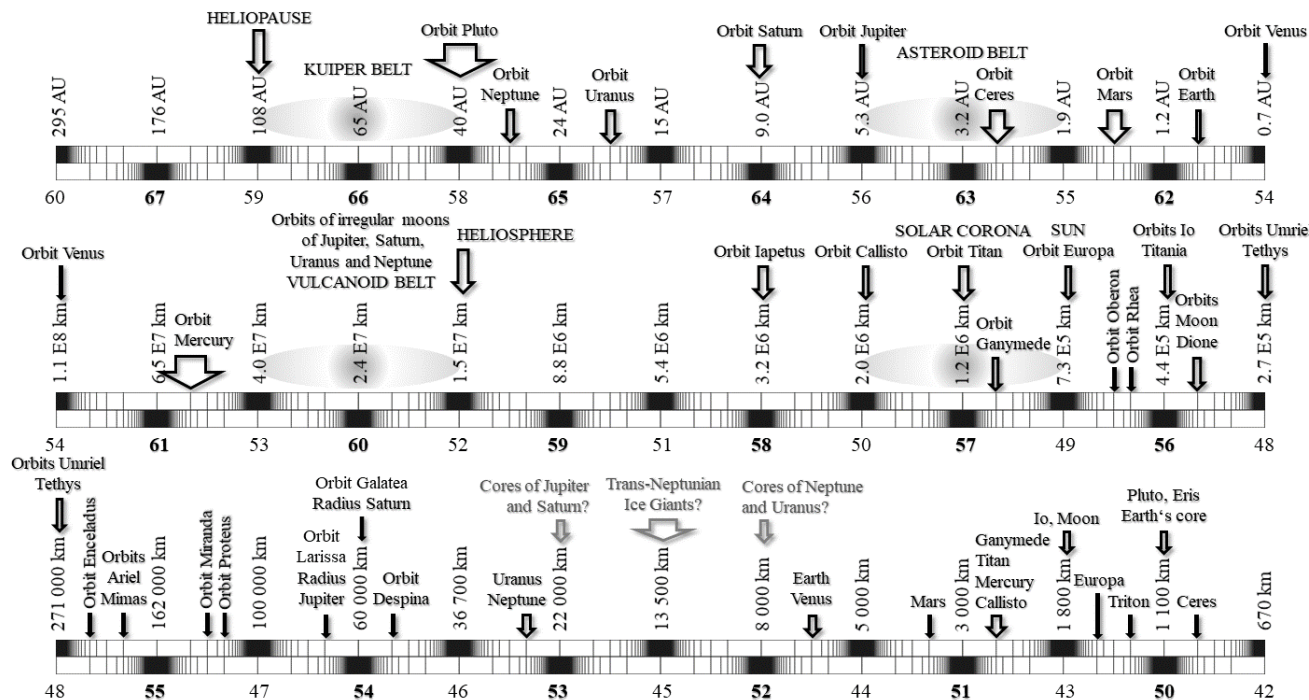 HELIOPAUSE
Orbit Pluto
Orbit Saturn
Orbit Jupiter
ASTEROID BELT
Orbit Venus
KUIPER BELT
Orbit
Neptune
Orbit
Uranus
Orbit
Ceres
Orbit
Mars
Orbit
Earth
295 AU
176 AU
108 AU
65 AU
40 AU
24 AU
15 AU
9.0 AU
5.3 AU
3.2 AU
1.9 AU
1.2 AU
0.7 AU
60 67 59 66 58 65 57 64 56 63 55 62 54
Orbit Venus
Orbits of irregular moons
of Jupiter, Saturn,
Uranus and Neptune
VULCANOID BELT
HELIOSPHERE
Orbit Iapetus
Orbit Callisto
SOLAR CORONA
Orbit Titan
SUN
Orbit Europa
Orbits Io
Titania
Orbits Umriel
Tethys
Orbit
Mercury
Orbit
Ganymede
Orbit Oberon
Orbit Rhea
Orbits
Moon
Dione
1.1 E8 km
6.5 E7 km
4.0 E7 km
2.4 E7 km
1.5 E7 km
8.8 E6 km
5.4 E6 km
3.2 E6 km
2.0 E6 km
1.2 E6 km
7.3 E5 km
4.4 E5 km
2.7 E5 km
54 61 53 60 52 59 51 58 50 57 49 56 48
Orbits Umriel
Tethys
Orbit Enceladus
Orbits
Ariel
Mimas
Orbit Miranda
Orbit Proteus
Orbit Galatea
Radius Saturn
Orbit
Larissa
Radius
Jupiter
Orbit
Despina
Cores of Jupiter
and Saturn?
Uranus
Neptune
Trans-Neptunian
Ice Giants?
Cores of Neptune
and Uranus?
Earth
Venus
Mars
Ganymede
Titan
Mercury
Callisto
Io, Moon
Europa
Pluto, Eris
Earth‘s core
Triton
Ceres
271 000 km
162 000 km
100 000 km
60 000 km
36 700 km
22 000 km
13 500 km
8 000 km
5 000 km
3 000 km
1 800 km
1 100 km
670 km
48 55 47 54 46 53 45 52 44 51 43 50 42